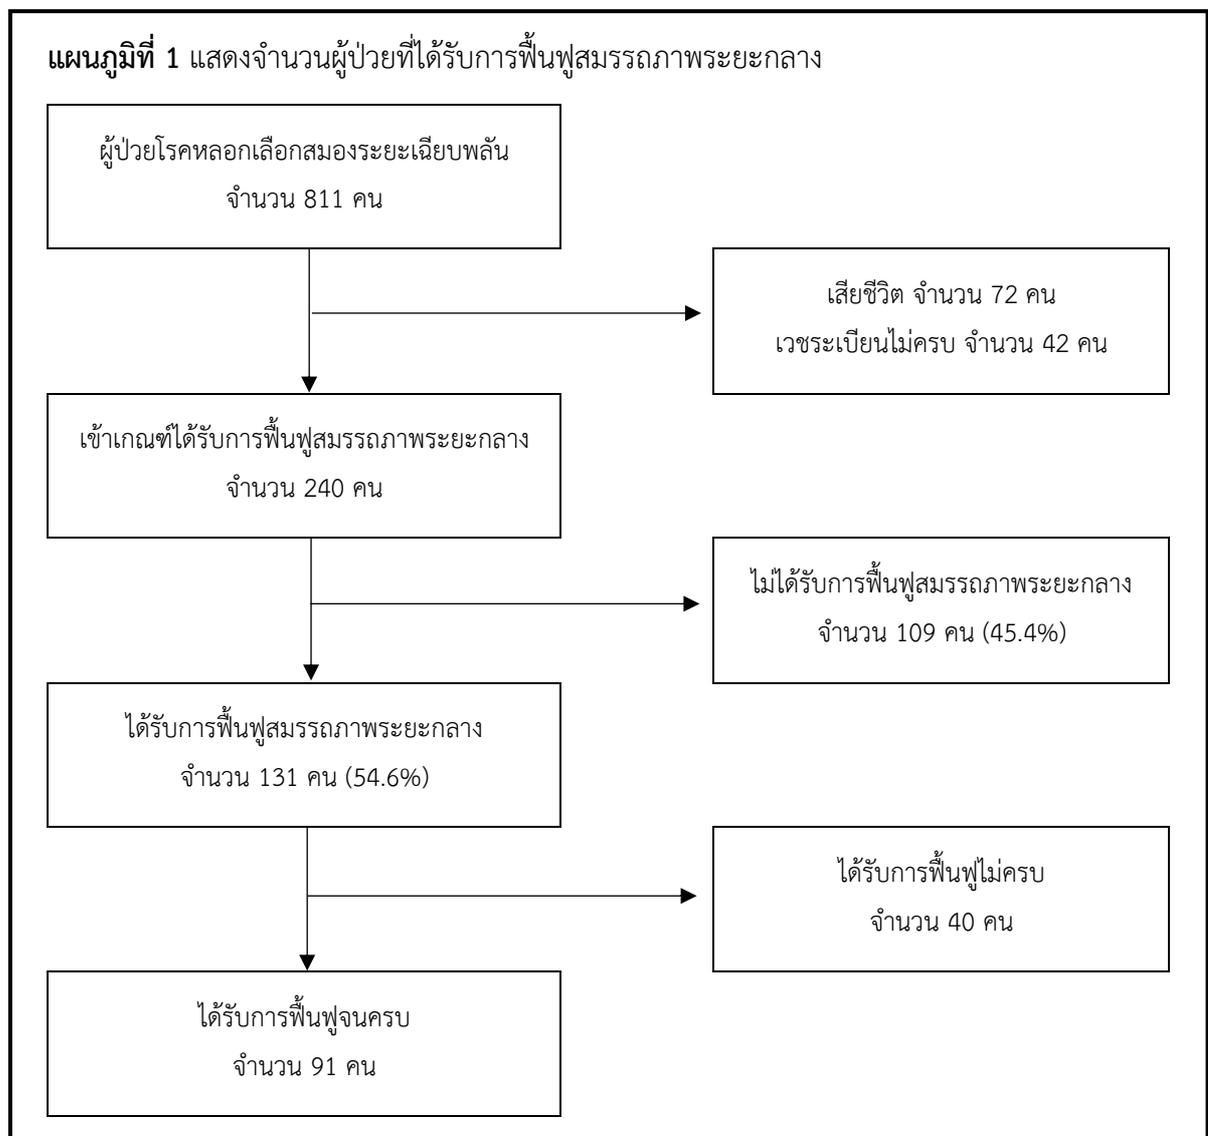 แผนภูมิที่ 1 แสดงจำนวนผู้ป่วยที่ได้รับการฟื้นฟูสมรรถภาพระยะกลาง
ผู้ป่วยโรคหลอกเลือกสมองระยะเฉียบพลัน
จำนวน 811 คน
เสียชีวิต จำนวน 72 คน
เวชระเบียนไม่ครบ จำนวน 42 คน
เข้าเกณฑ์ได้รับการฟื้นฟูสมรรถภาพระยะกลาง
จำนวน 240 คน
ไม่ได้รับการฟื้นฟูสมรรถภาพระยะกลาง
จำนวน 109 คน (45.4%)
ได้รับการฟื้นฟูสมรรถภาพระยะกลาง
จำนวน 131 คน (54.6%)
ได้รับการฟื้นฟูไม่ครบ
จำนวน 40 คน
ได้รับการฟื้นฟูจนครบ
จำนวน 91 คน